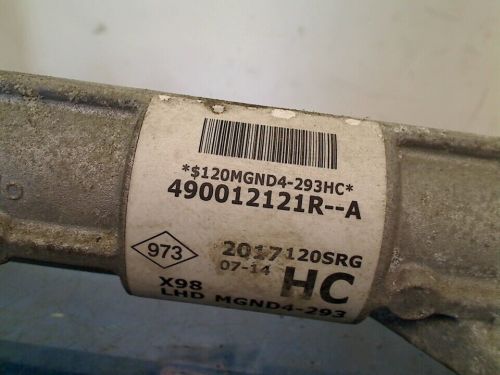 *$120MGND4-293HC*
490012121R--A
973
2017120SRG
07-14
HC
X98
LHD MGND4-293